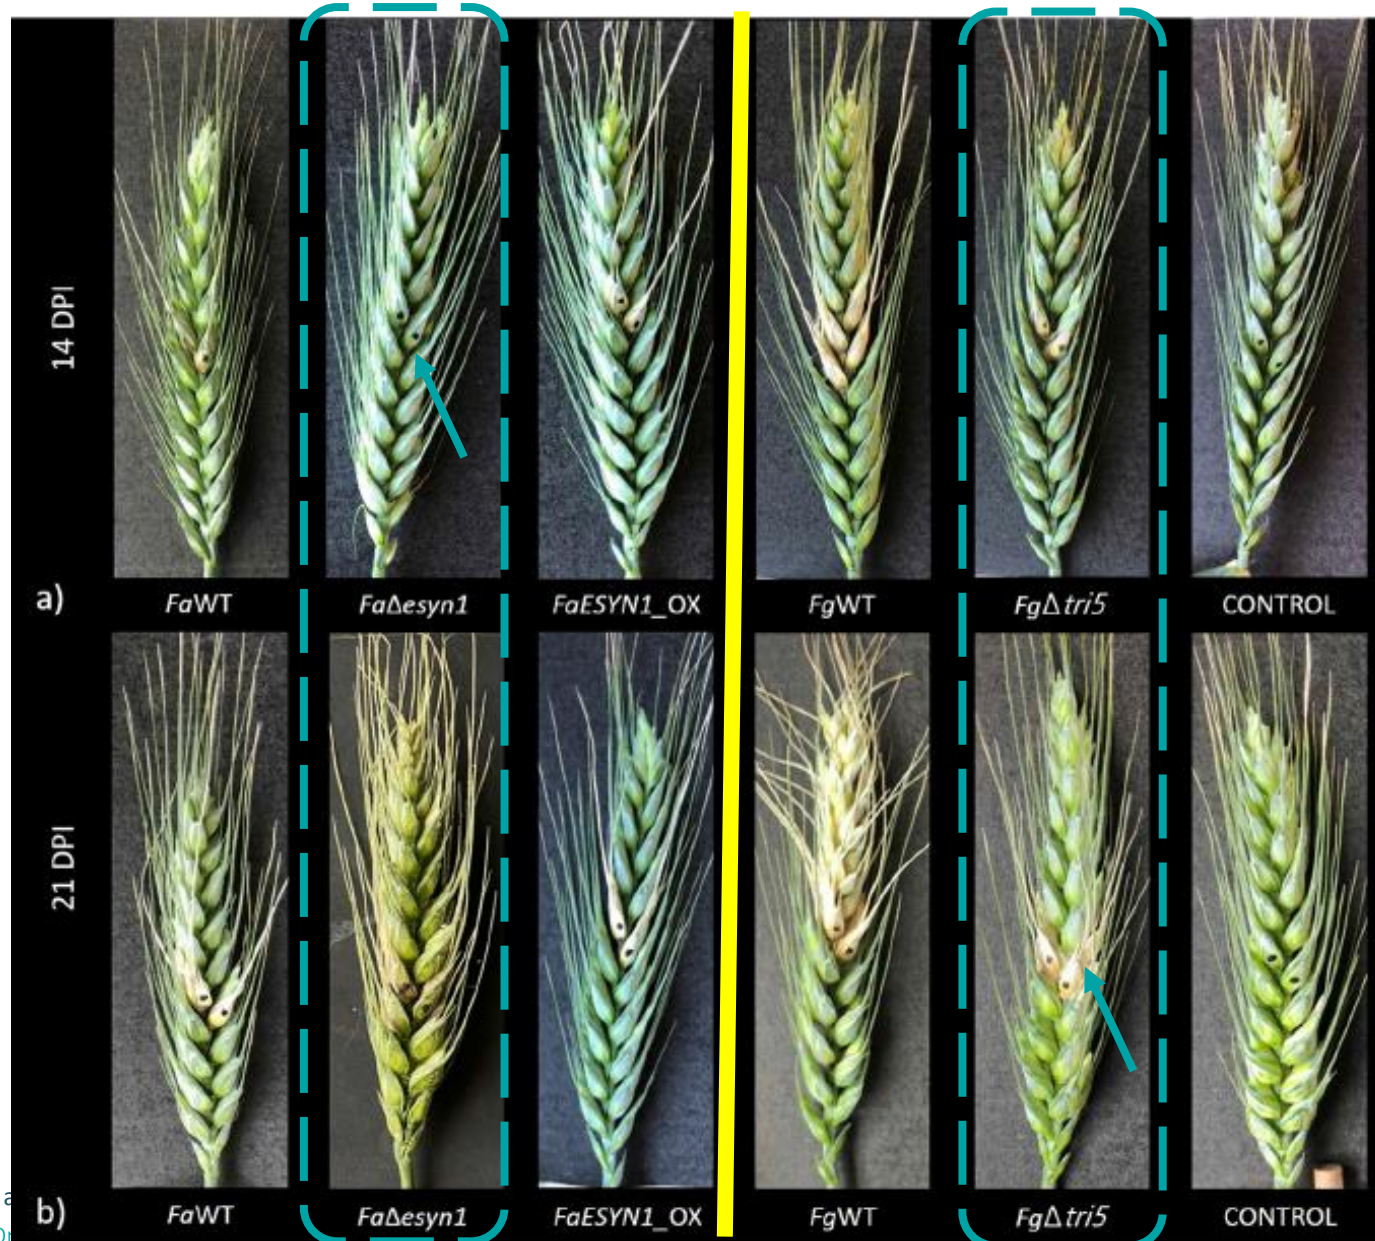 14 DPI
a)
FaWT
FaΔesyn1
FaESYN1_OX
FgWT
FgΔtri5
CONTROL
21 DPI
b)
FaWT
FaΔesyn1
FaESYN1_OX
FgWT
FgΔtri5
CONTROL